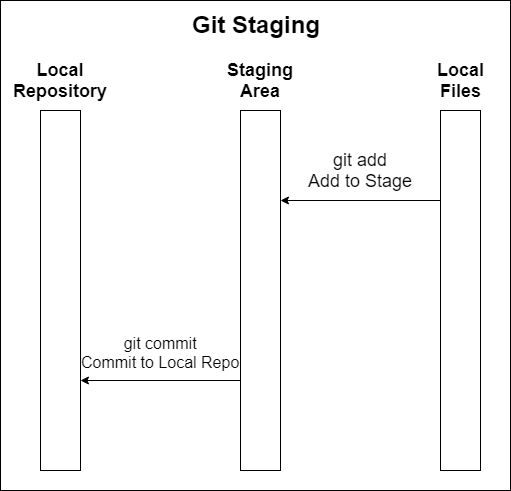 Git Staging
Local
Repository
Staging
Area
Local
Files
git add
Add to Stage
git commit
Commit to Local Repo